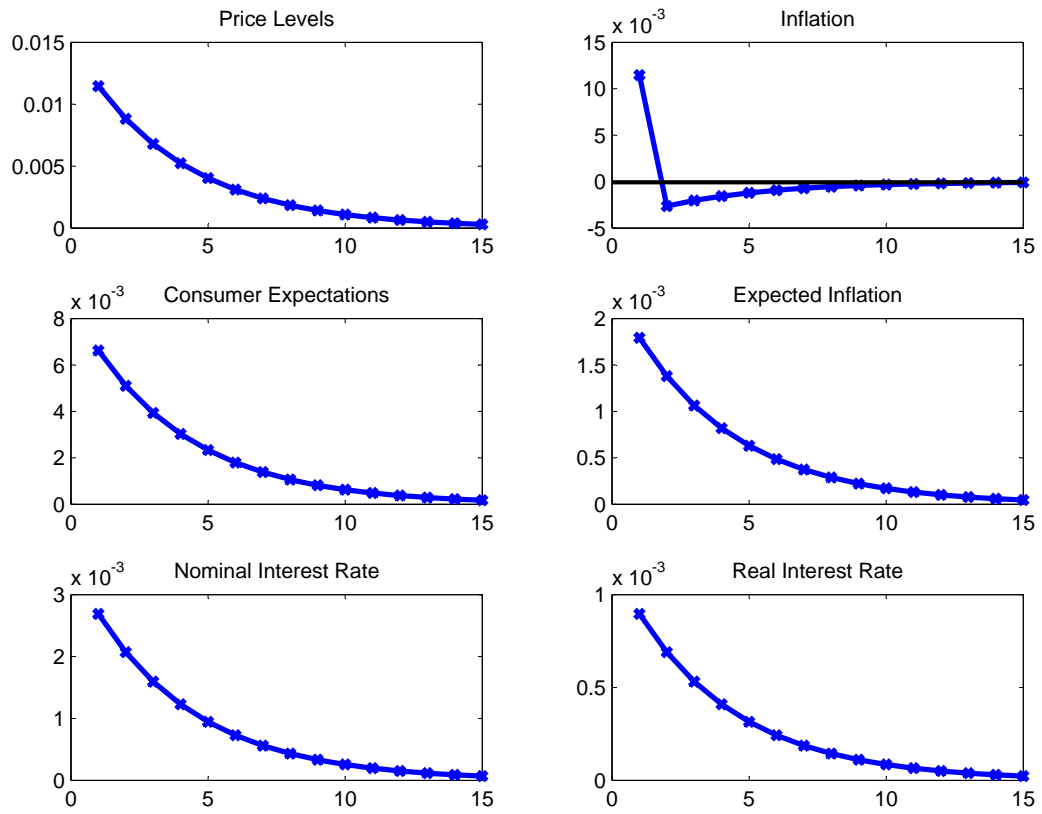 Price Levels
0.015
0.01
0.005
0
0 5 10 15
Inflation
x 10-3
15
10
5
0
-5
0 5 10 15
Consumer Expectations
x 10-3
8
6
4
2
0
0 5 10 15
Expected Inflation
x 10-3
2
1.5
1
0.5
0
0 5 10 15
Nominal Interest Rate
x 10-3
3
2
1
0
0 5 10 15
Real Interest Rate
x 10-3
1
0.5
0
0 5 10 15